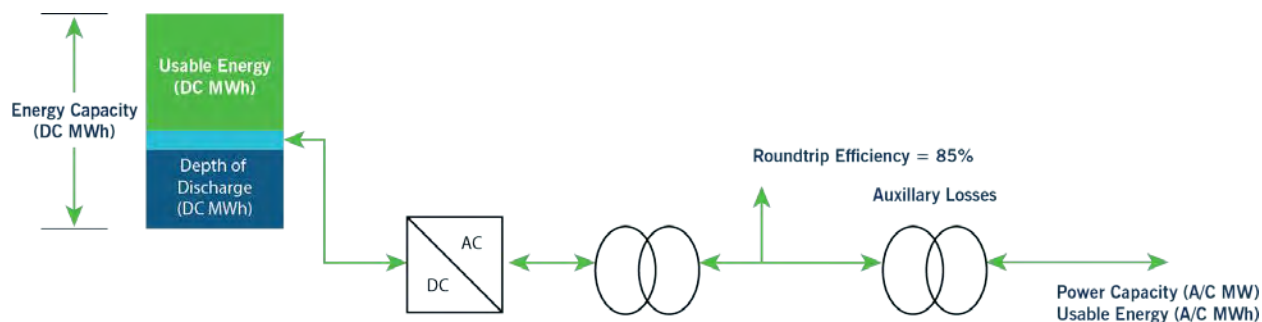 Usable Energy
(DC MWh)
Energy Capacity
(DC MWh)
Depth of
Discharge
(DC MWh)
Roundtrip Efficiency = 85%
Auxillary Losses
AC
DC
Power Capacity (A/C MW)
Usable Energy (A/C MWh)